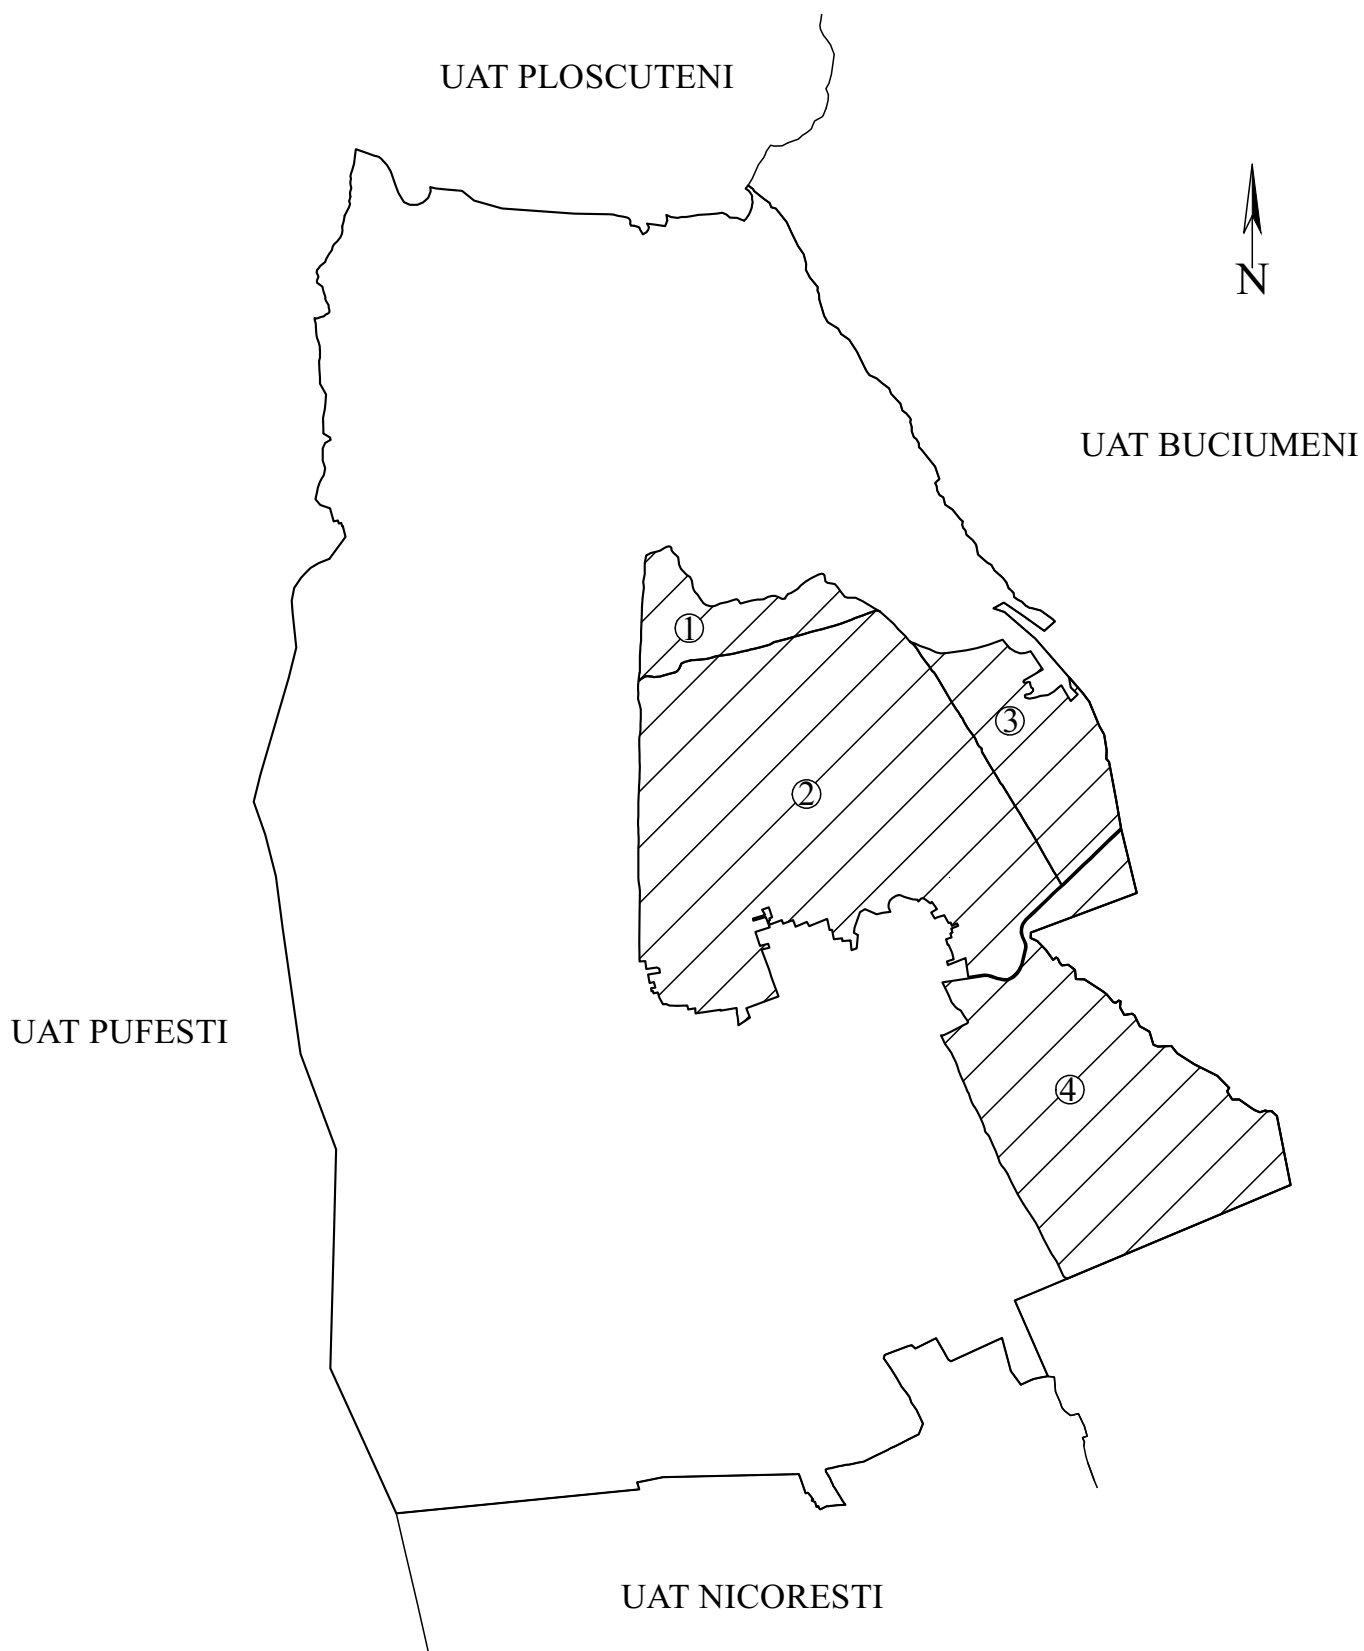 UAT PLOSCUTENI
N
UAT BUCIUMENI
1
3
2
UAT PUFESTI
4
UAT NICORESTI